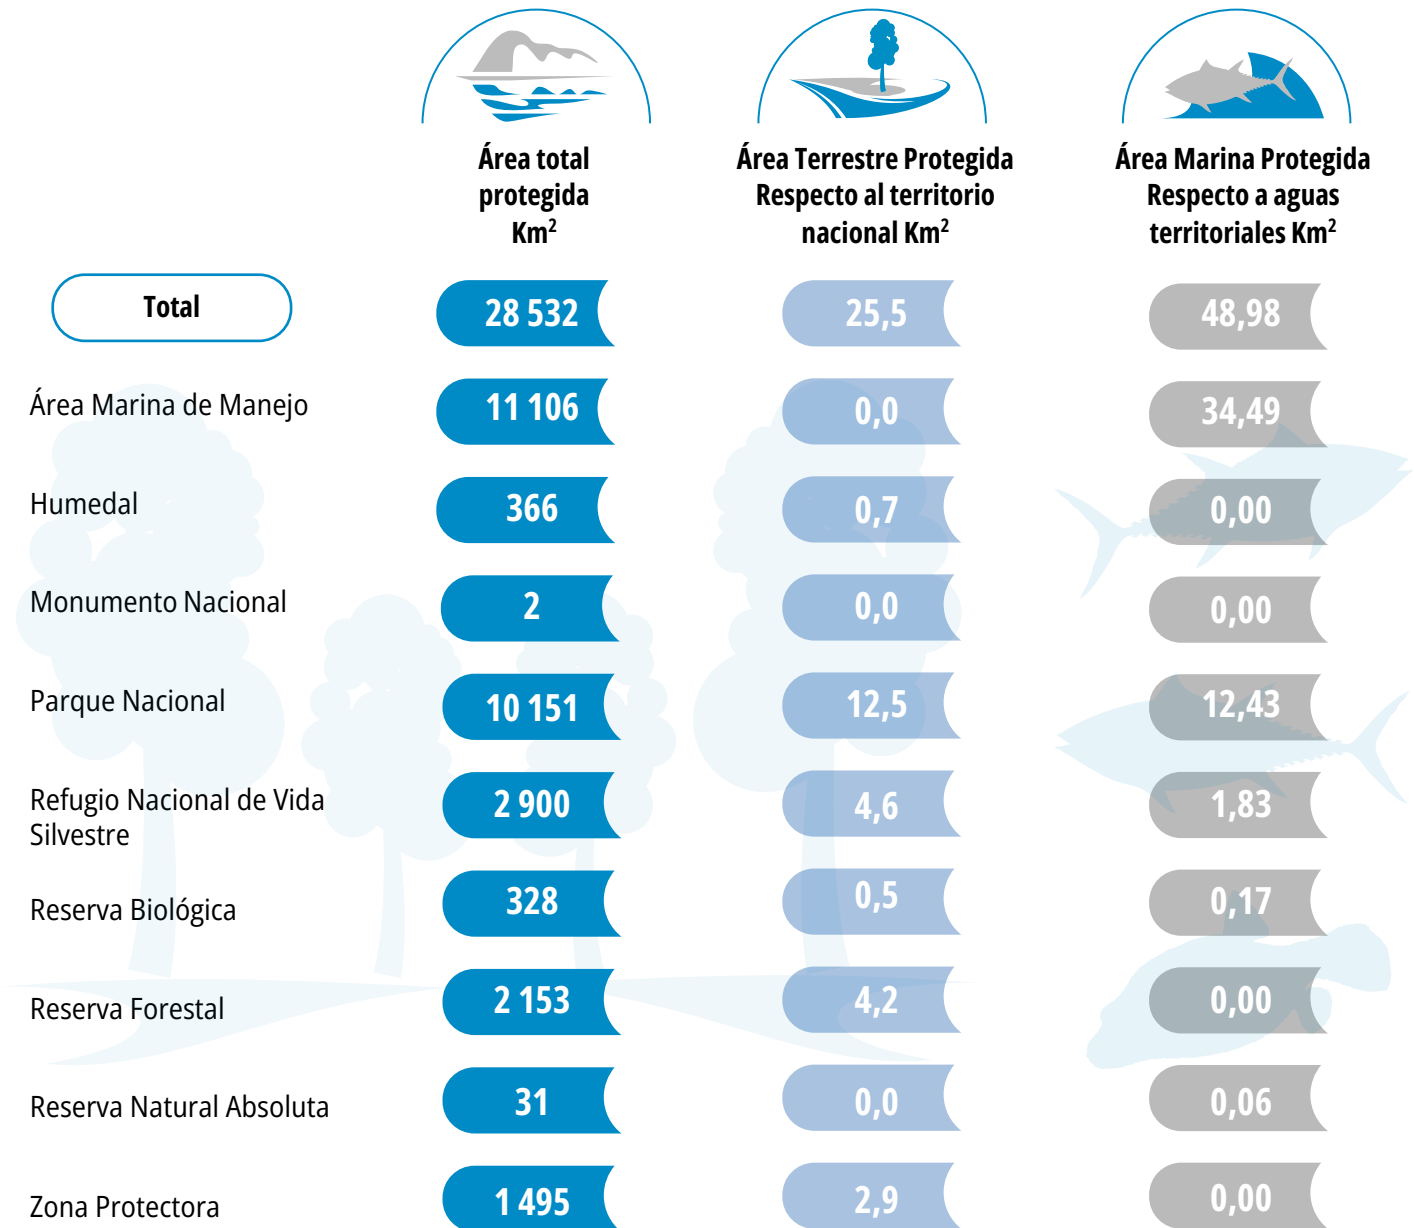 Área total
protegida
Km²
Área Terrestre Protegida
Respecto al territorio
nacional Km²
Área Marina Protegida
Respecto a aguas
territoriales Km²
Total 28 532 25,5 48,98
Área Marina de Manejo 11 106 0,0 34,49
Humedal 366 0,7 0,00
Monumento Nacional 2 0,0 0,00
Parque Nacional 10 151 12,5 12,43
Refugio Nacional de Vida
Silvestre 2 900 4,6 1,83
Reserva Biológica 328 0,5 0,17
Reserva Forestal 2 153 4,2 0,00
Reserva Natural Absoluta 31 0,0 0,06
Zona Protectora 1 495 2,9 0,00